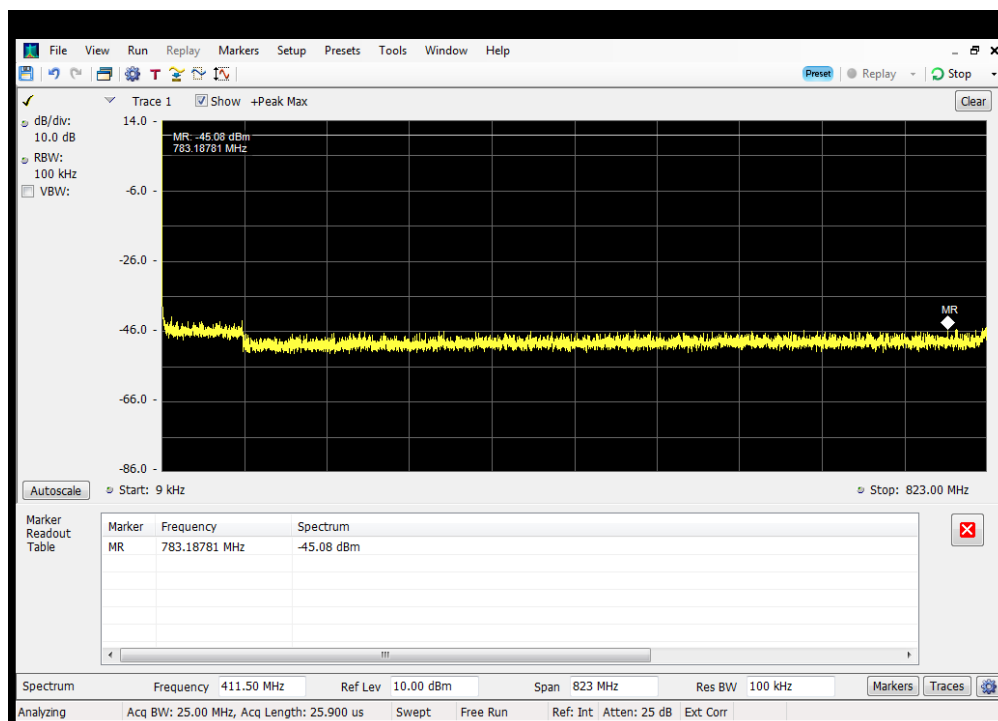 File View Run Replay Markers Setup Presets Tools Window Help
T Preset Replay Stop
Trace 1 Show +Peak Max Clear
dB/div:
10.0 dB
RBW:
100 kHz
VBW:
14.0 -
-6.0 -
-26.0 -
-46.0 -
-66.0 -
-86.0 -
MR: -45.08 dBm
783.18781 MHz
MR
Autoscale Start: 9 kHz Stop: 823.00 MHz
Marker
Readout
Table
Marker Frequency Spectrum
MR 783.18781 MHz -45.08 dBm
Spectrum Frequency 411.50 MHz Ref Lev 10.00 dBm Span 823 MHz Res BW 100 kHz Markers Traces
Analyzing Acq BW: 25.00 MHz, Acq Length: 25.900 us Swept Free Run Ref: Int Atten: 25 dB Ext Corr